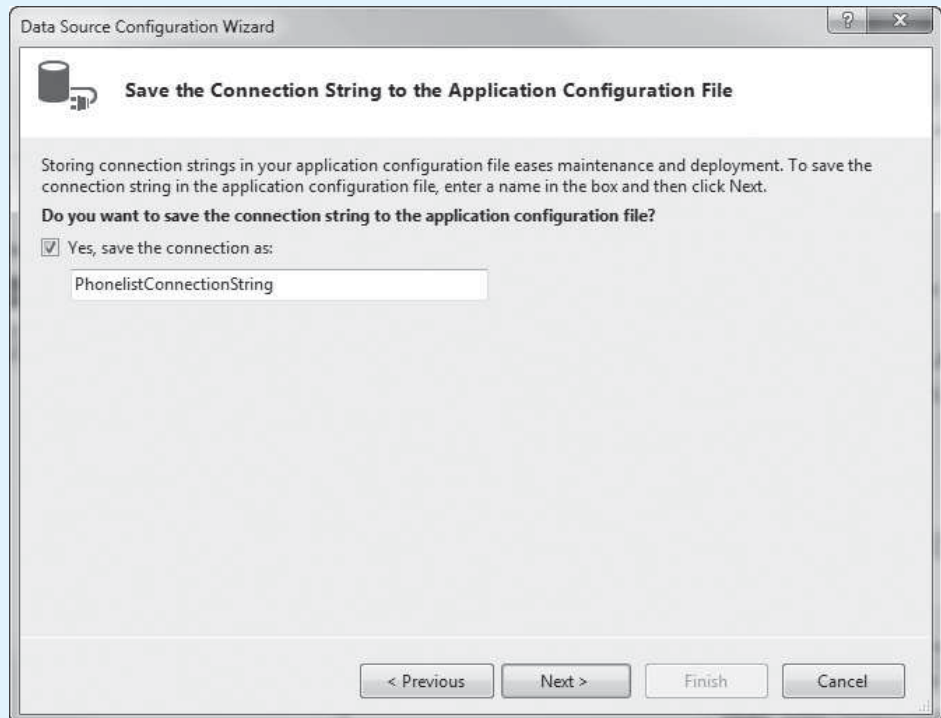 Data Source Configuration Wizard
?
Save the Connection String to the Application Configuration File
Storing connection strings in your application configuration file eases maintenance and deployment. To save the
connection string in the application configuration file, enter a name in the box and then click Next.
Do you want to save the connection string to the application configuration file?
Yes, save the connection as:
PhonelistConnectionString
< Previous
Next >
Finish
Cancel